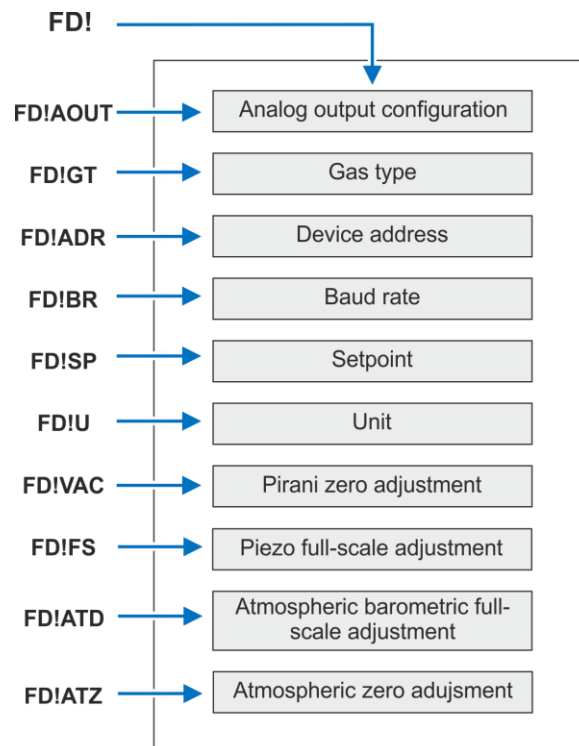 FD!
FD!AOUT Analog output configuration
FD!GT Gas type
FD!ADR Device address
FD!BR Baud rate
FD!SP Setpoint
FD!U Unit
FD!VAC Pirani zero adjustment
FD!FS Piezo full-scale adjustment
FD!ATD Atmospheric barometric full-
scale adjustment
FD!ATZ Atmospheric zero adujsment